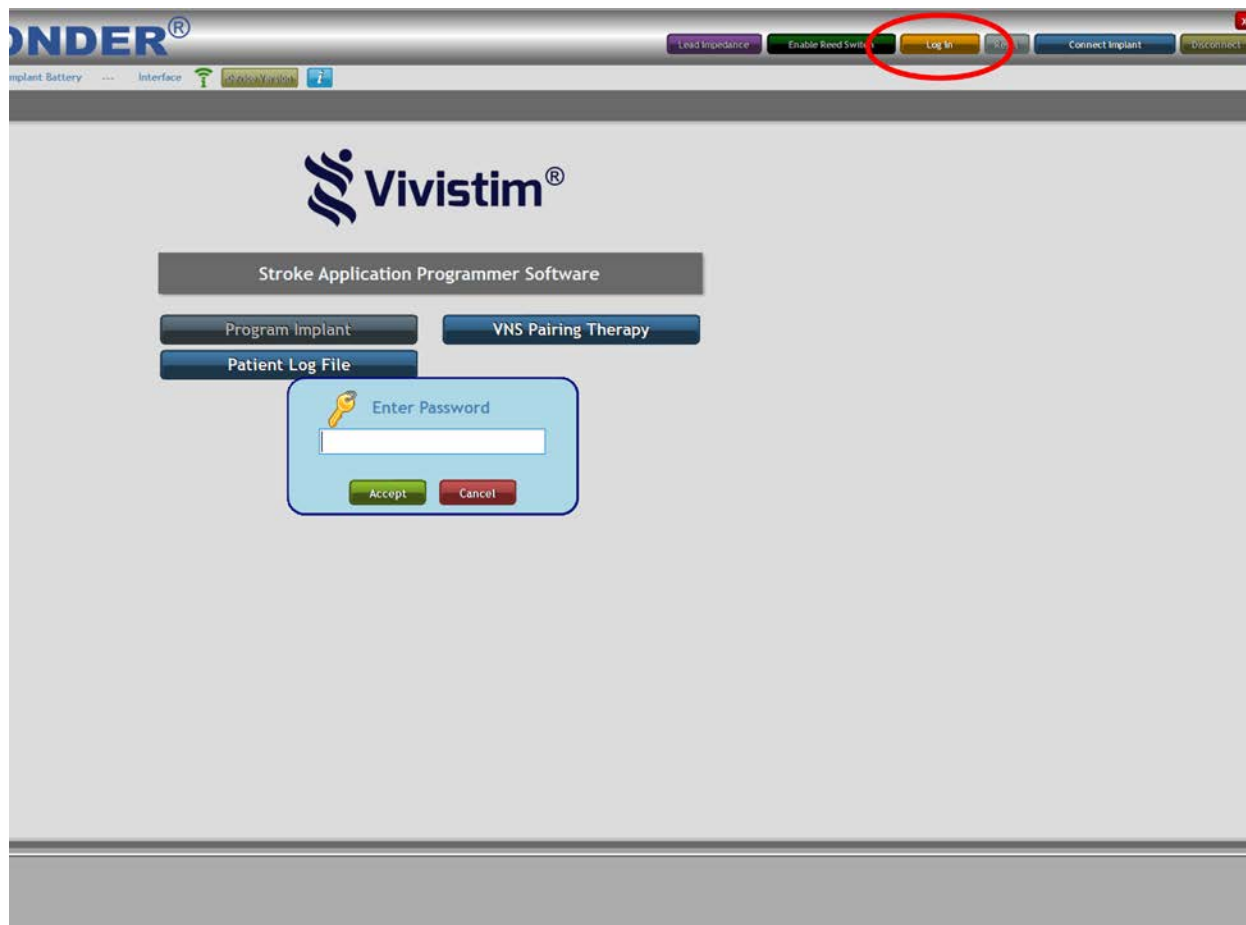 ONDER®
x
Lead Impedance Enable Reed Switch Log In Connect Implant Disconnect
mplant Battery --- Interface i
Vivistim®
Stroke Application Programmer Software
Program Implant VNS Pairing Therapy
Patient Log File
Enter Password
Accept Cancel